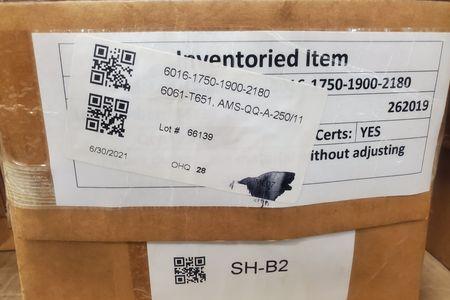 Inventoried Item
6016-1750-1900-2180
6061-T651, AMS-QQ-A-250/11
Lot # 66139
6/30/2021
OHQ 28
16-1750-1900-2180
262019
Certs: YES
without adjusting
SH-B2